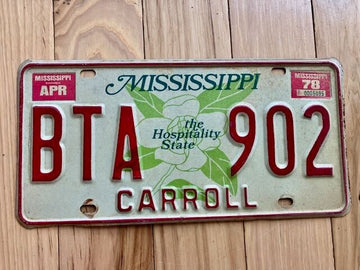 MISSISSIPPI
APR
MISSISSIPPI
MISSISSIPPI
78
the
Hospitality
State
BTA 902
CARROLL